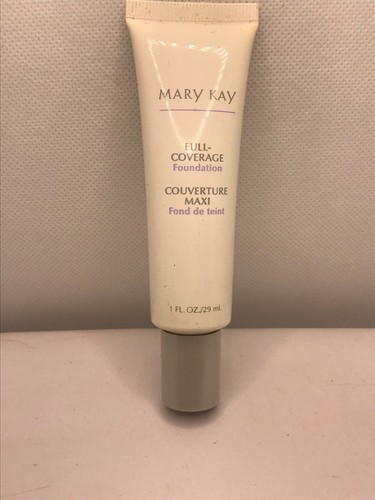 MARY KAY
FULL-
COVERAGE
Foundation
COUVERTURE
MAXI
Fond de teint
1 FL. OZ./29 mL